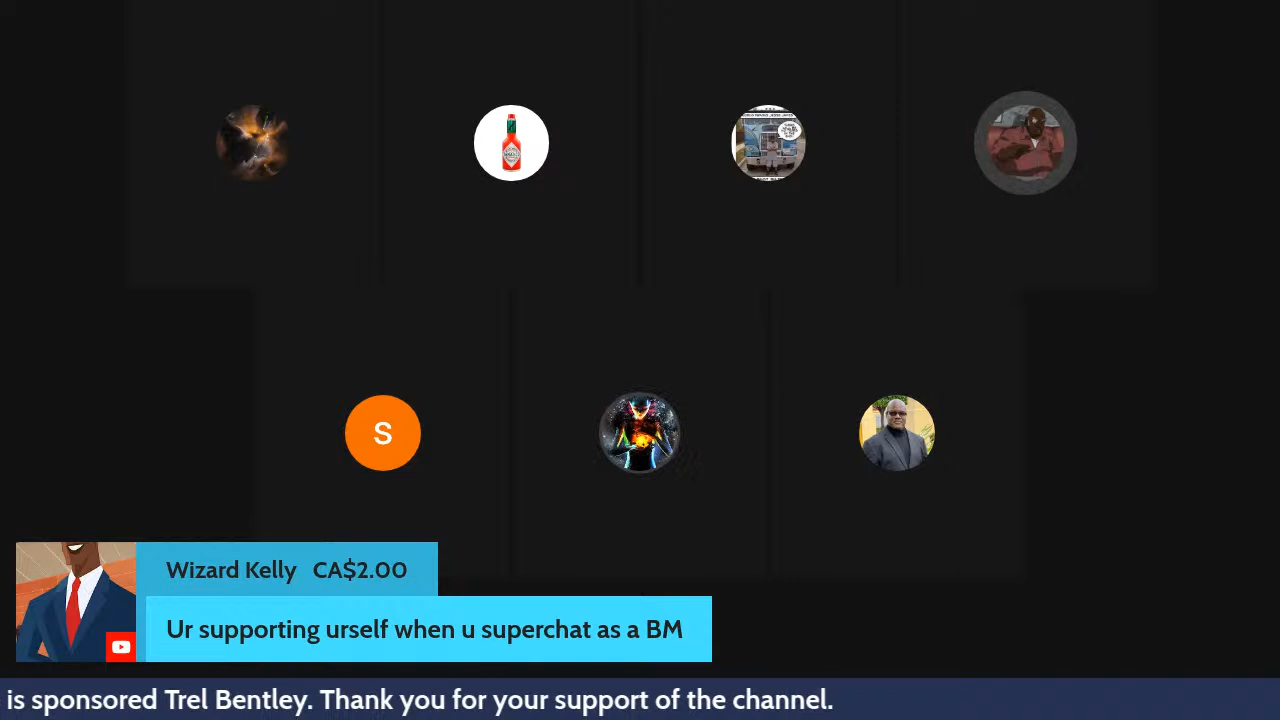 S
Wizard Kelly CA$2.00
Ur supporting urself when u superchat as a BM
is sponsored Trel Bentley. Thank you for your support of the channel.